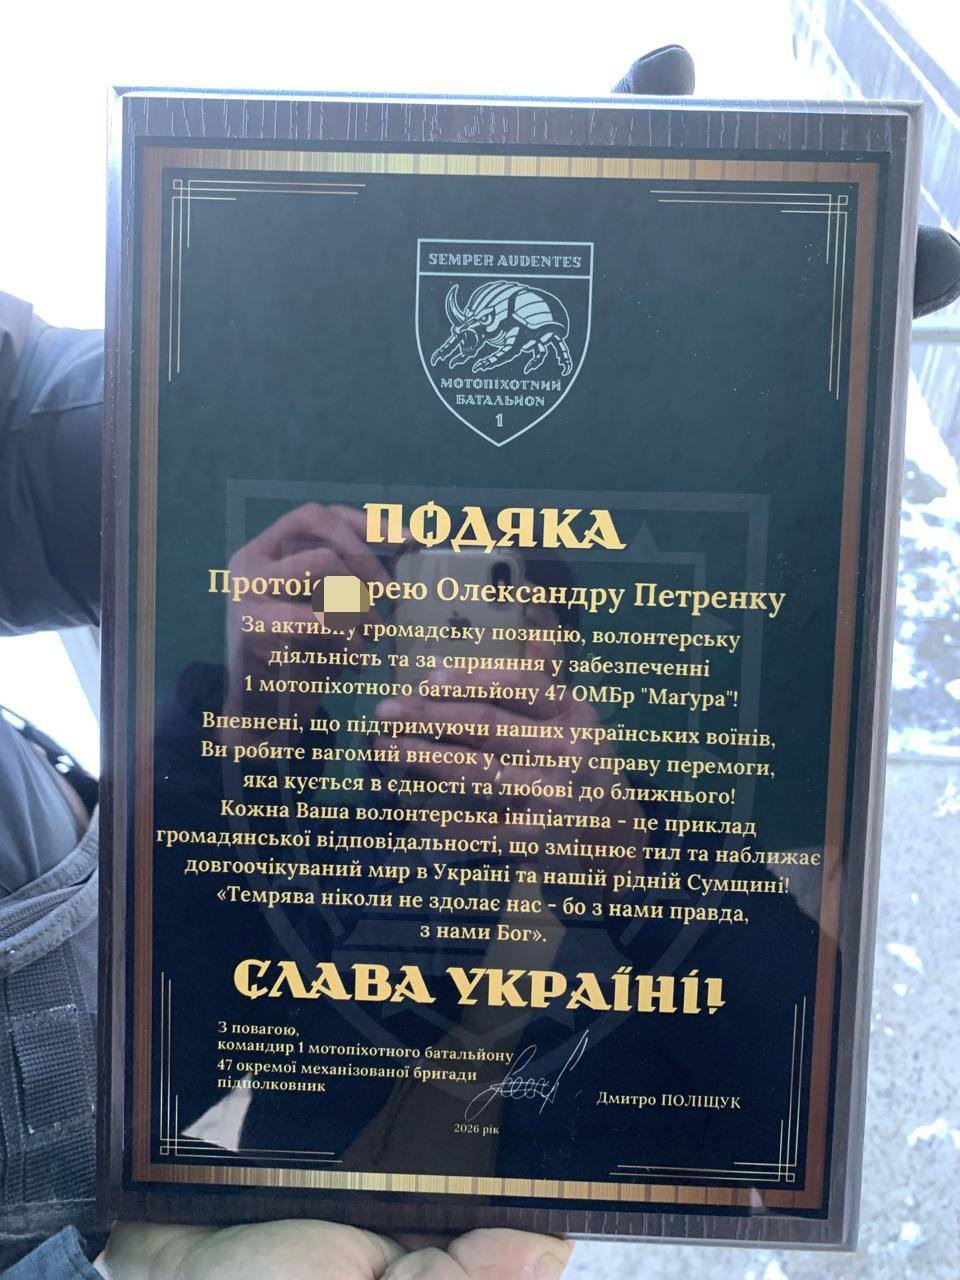 SEMPER AUDENTES
МОТОПІХОТНИЙ
БАТАЛЬЙОН
1
ПОДЯКА
Олександру Петренку
За активну громадську позицію, волонтерську
діяльність та за сприяння у забезпеченні
1 мотопіхотного батальйону 47 ОМБр "Маґура"!
Впевнені, що підтримуючи наших українських воїнів,
Ви робите вагомий внесок у спільну справу перемоги,
яка кується в єдності та любові до ближнього!
Кожна Ваша волонтерська ініціатива - це приклад
громадянської відповідальності, що зміцнює тил та наближає
довгоочікуваний мир в Україні та нашій рідній Сумщині!
«Темрява ніколи не здолає нас - бо з нами правда,
з нами Бог».
СЛАВА УКРАЇНІ!
З повагою,
командир 1 мотопіхотного батальйону
47 окремої механізованої бригади
підполковник
Дмитро ПОЛІЩУК
2026 рік